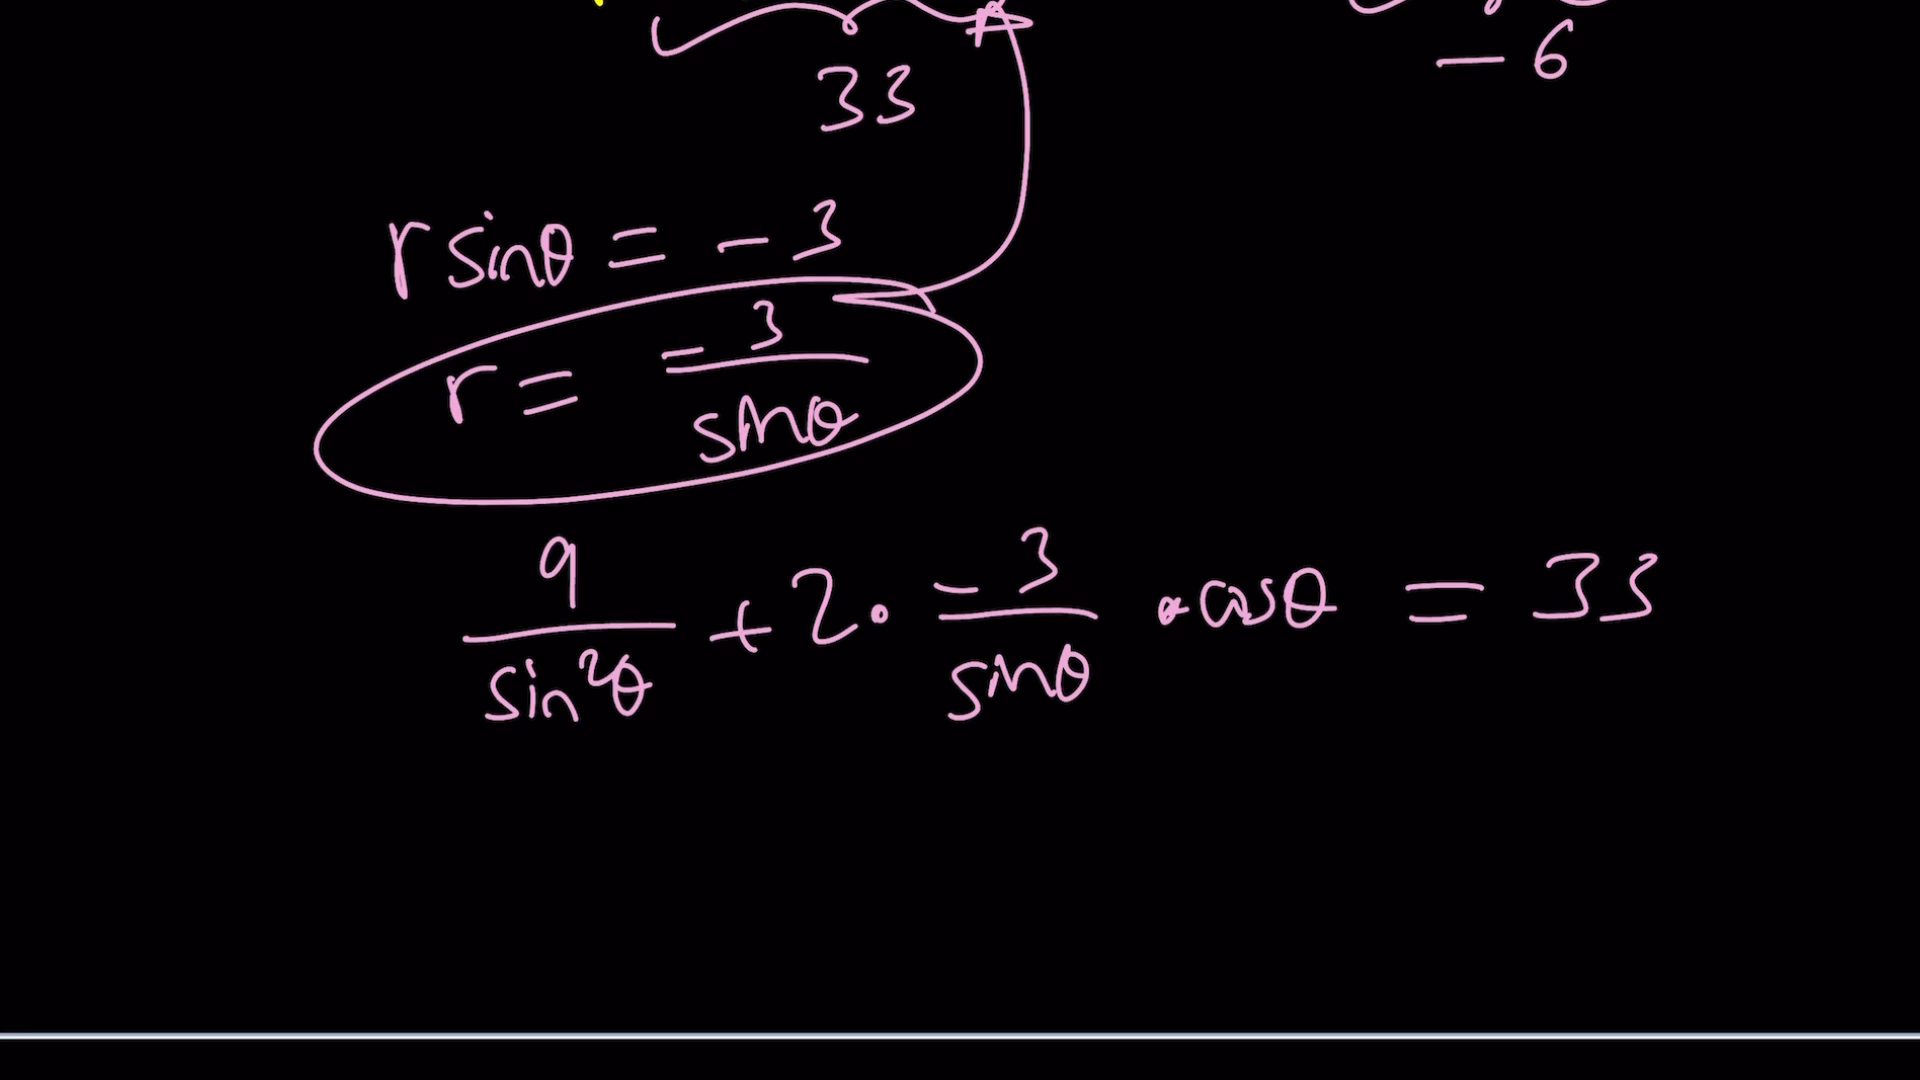 33
- 6
r sinθ = - 3
r = -3/sinθ
9/sin²θ + 2 · -3/sinθ · cosθ = 33